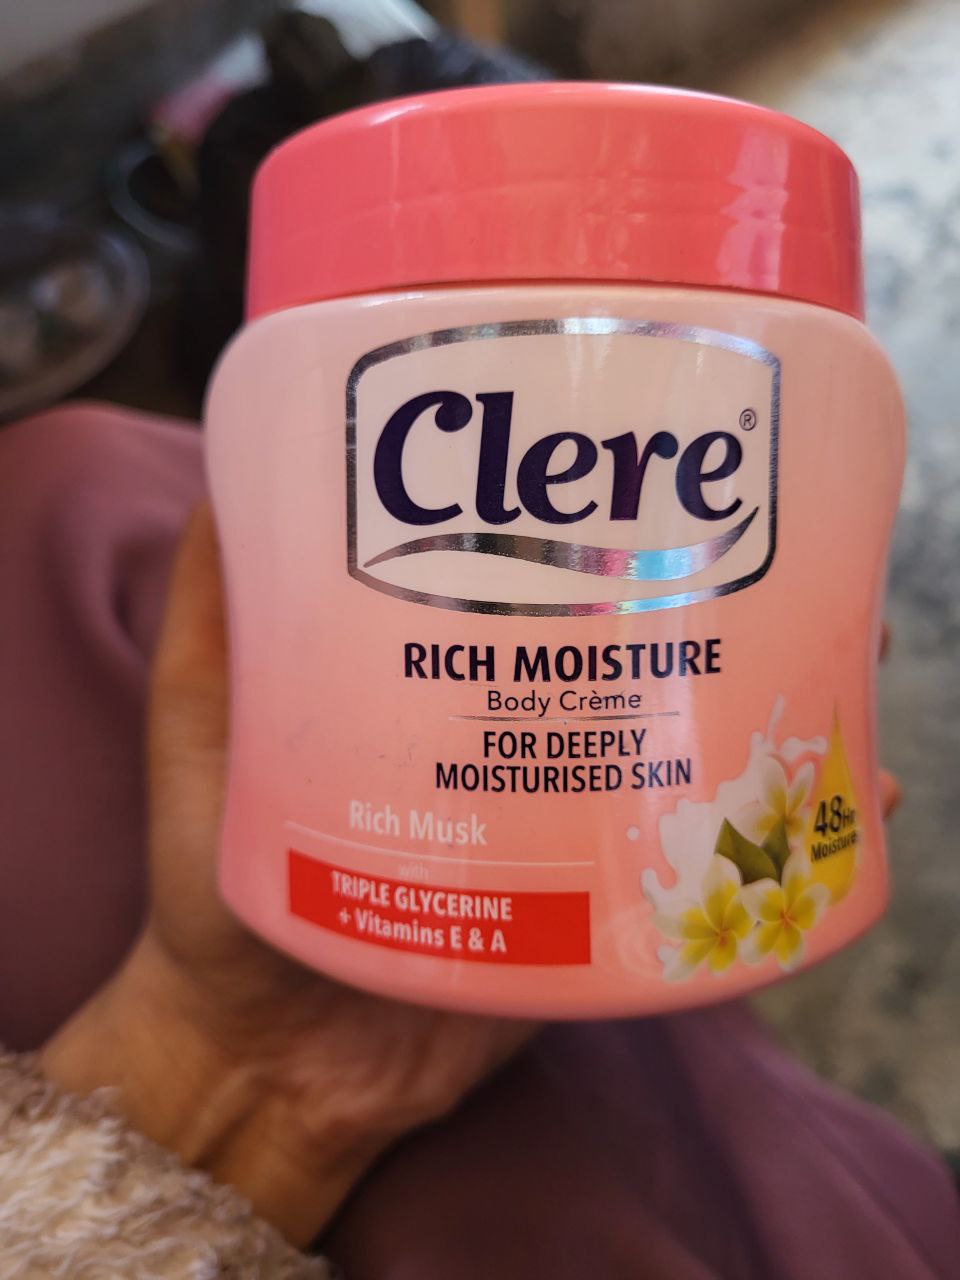 Clere®
RICH MOISTURE
Body Crème
FOR DEEPLY
MOISTURISED SKIN
Rich Musk
with
TRIPLE GLYCERINE
+ Vitamins E & A
48Hr
Moisture